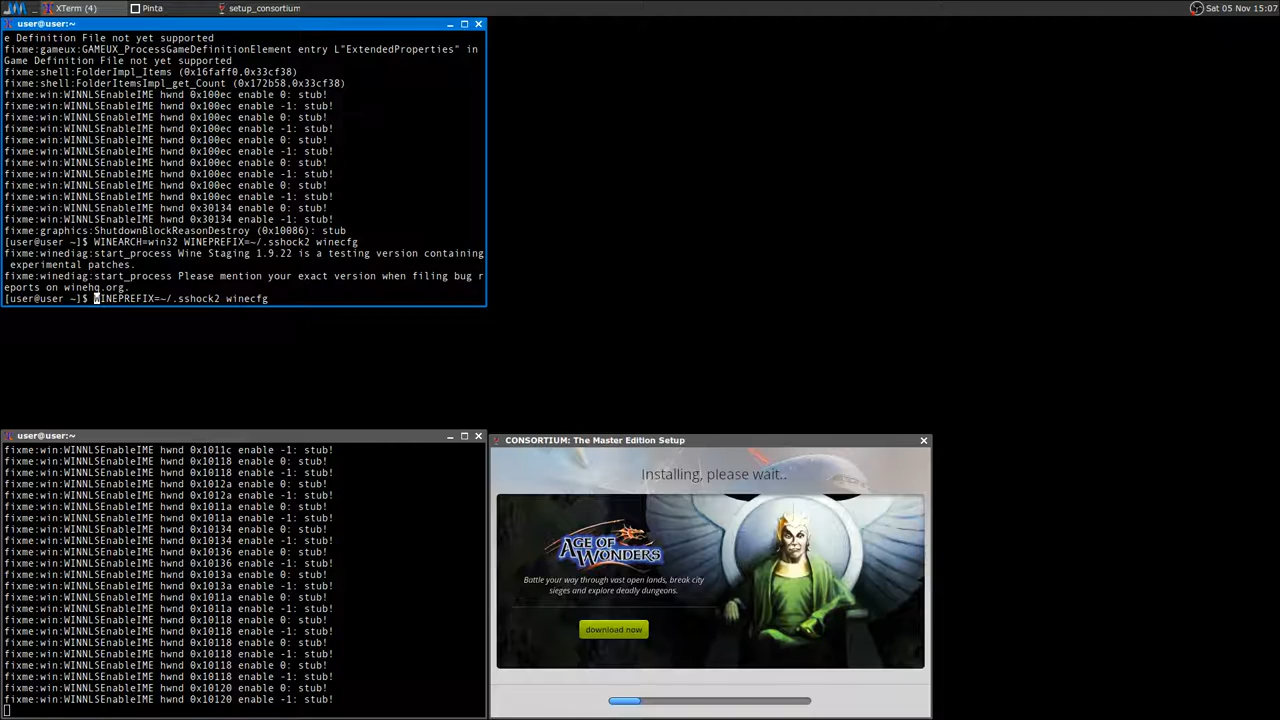 XTerm (4)
Pinta
setup_consortium
Sat 05 Nov 15:07
user@user:~
e Definition File not yet supported
fixme:gameux:GAMEUX_ProcessGameDefinitionElement entry L"ExtendedProperties" in
Game Definition File not yet supported
fixme:shell:FolderImpl_Items (0x16faff0,0x33cf38)
fixme:shell:FolderItemsImpl_get_Count (0x172b58,0x33cf38)
fixme:win:WINNLSEnableIME hwnd 0x100ec enable 0: stub!
fixme:win:WINNLSEnableIME hwnd 0x100ec enable -1: stub!
fixme:win:WINNLSEnableIME hwnd 0x100ec enable 0: stub!
fixme:win:WINNLSEnableIME hwnd 0x100ec enable -1: stub!
fixme:win:WINNLSEnableIME hwnd 0x100ec enable 0: stub!
fixme:win:WINNLSEnableIME hwnd 0x100ec enable -1: stub!
fixme:win:WINNLSEnableIME hwnd 0x100ec enable 0: stub!
fixme:win:WINNLSEnableIME hwnd 0x100ec enable -1: stub!
fixme:win:WINNLSEnableIME hwnd 0x100ec enable 0: stub!
fixme:win:WINNLSEnableIME hwnd 0x100ec enable -1: stub!
fixme:win:WINNLSEnableIME hwnd 0x30134 enable 0: stub!
fixme:win:WINNLSEnableIME hwnd 0x30134 enable -1: stub!
fixme:graphics:ShutdownBlockReasonDestroy (0x10086): stub
[user@user ~]$ WINEARCH=win32 WINEPREFIX=~/.sshock2 winecfg
fixme:winediag:start_process Wine Staging 1.9.22 is a testing version containing
experimental patches.
fixme:winediag:start_process Please mention your exact version when filing bug r
eports on winehq.org.
[user@user ~]$ WINEPREFIX=~/.sshock2 winecfg
user@user:~
fixme:win:WINNLSEnableIME hwnd 0x1011c enable -1: stub!
fixme:win:WINNLSEnableIME hwnd 0x10118 enable 0: stub!
fixme:win:WINNLSEnableIME hwnd 0x10118 enable -1: stub!
fixme:win:WINNLSEnableIME hwnd 0x1012a enable 0: stub!
fixme:win:WINNLSEnableIME hwnd 0x1012a enable -1: stub!
fixme:win:WINNLSEnableIME hwnd 0x1011a enable 0: stub!
fixme:win:WINNLSEnableIME hwnd 0x1011a enable -1: stub!
fixme:win:WINNLSEnableIME hwnd 0x10134 enable 0: stub!
fixme:win:WINNLSEnableIME hwnd 0x10134 enable -1: stub!
fixme:win:WINNLSEnableIME hwnd 0x10136 enable 0: stub!
fixme:win:WINNLSEnableIME hwnd 0x10136 enable -1: stub!
fixme:win:WINNLSEnableIME hwnd 0x1013a enable 0: stub!
fixme:win:WINNLSEnableIME hwnd 0x1013a enable -1: stub!
fixme:win:WINNLSEnableIME hwnd 0x1011a enable 0: stub!
fixme:win:WINNLSEnableIME hwnd 0x1011a enable -1: stub!
fixme:win:WINNLSEnableIME hwnd 0x10118 enable 0: stub!
fixme:win:WINNLSEnableIME hwnd 0x10118 enable -1: stub!
fixme:win:WINNLSEnableIME hwnd 0x10118 enable 0: stub!
fixme:win:WINNLSEnableIME hwnd 0x10118 enable -1: stub!
fixme:win:WINNLSEnableIME hwnd 0x10118 enable 0: stub!
fixme:win:WINNLSEnableIME hwnd 0x10118 enable -1: stub!
fixme:win:WINNLSEnableIME hwnd 0x10120 enable 0: stub!
fixme:win:WINNLSEnableIME hwnd 0x10120 enable -1: stub!
CONSORTIUM: The Master Edition Setup
Installing, please wait..
AGE OF
WONDERS
Battle your way through vast open lands, break city
sieges and explore deadly dungeons.
download now